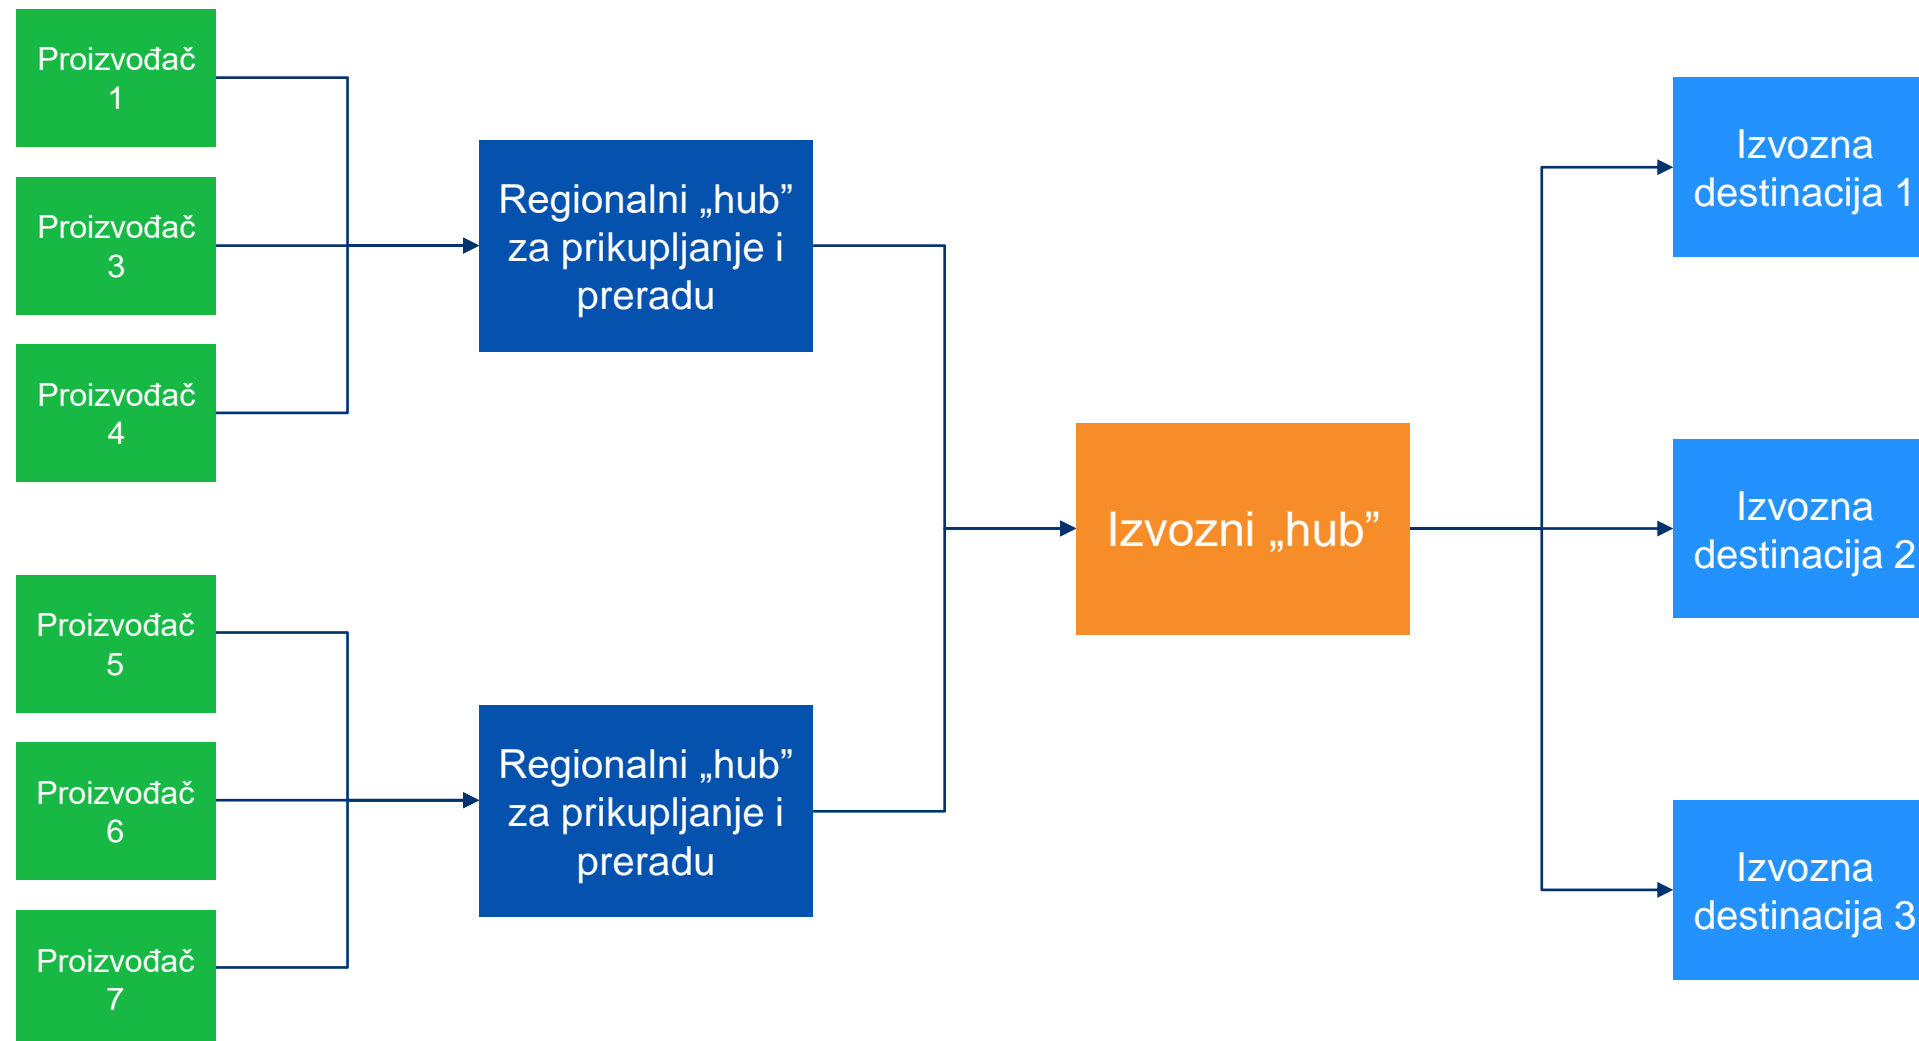 Proizvođač
1
Proizvođač
3
Proizvođač
4
Proizvođač
5
Proizvođač
6
Proizvođač
7
Regionalni „hub”
za prikupljanje i
preradu
Regionalni „hub”
za prikupljanje i
preradu
Izvozni „hub”
Izvozna
destinacija 1
Izvozna
destinacija 2
Izvozna
destinacija 3